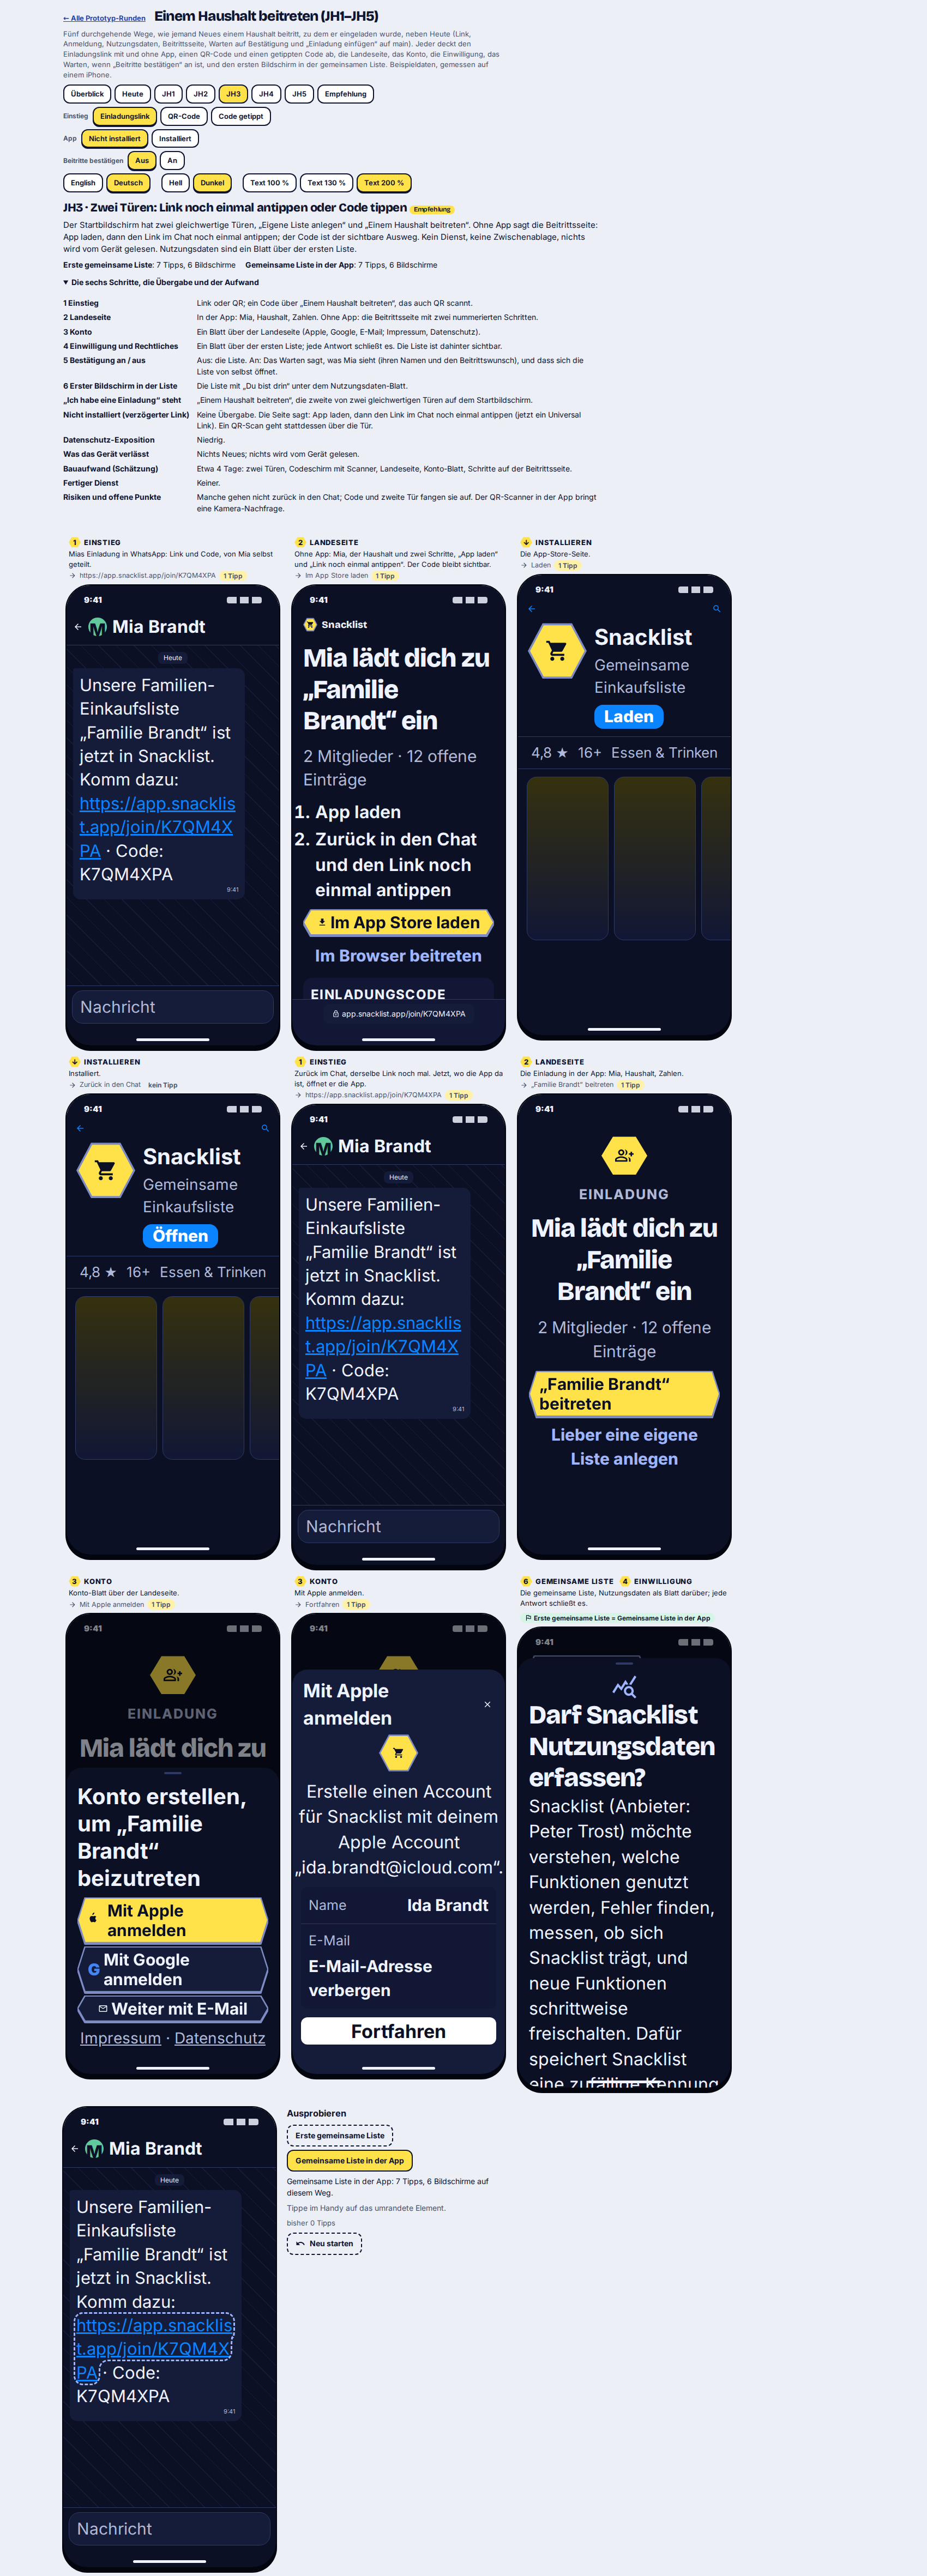 ← Alle Prototyp-Runden
Einem Haushalt beitreten (JH1–JH5)
Fünf durchgehende Wege, wie jemand Neues einem Haushalt beitritt, zu dem er eingeladen wurde, neben Heute (Link,
Anmeldung, Nutzungsdaten, Beitrittsseite, Warten auf Bestätigung und „Einladung einfügen“ auf main). Jeder deckt den
Einladungslink mit und ohne App, einen QR-Code und einen getippten Code ab, die Landeseite, das Konto, die Einwilligung, das
Warten, wenn „Beitritte bestätigen“ an ist, und den ersten Bildschirm in der gemeinsamen Liste. Beispieldaten, gemessen auf
einem iPhone.
Überblick Heute JH1 JH2 JH3 JH4 JH5 Empfehlung
Einstieg Einladungslink QR-Code Code getippt
App Nicht installiert Installiert
Beitritte bestätigen Aus An
English Deutsch Hell Dunkel Text 100 % Text 130 % Text 200 %
JH3 · Zwei Türen: Link noch einmal antippen oder Code tippen Empfehlung
Der Startbildschirm hat zwei gleichwertige Türen, „Eigene Liste anlegen“ und „Einem Haushalt beitreten“. Ohne App sagt die Beitrittsseite:
App laden, dann den Link im Chat noch einmal antippen; der Code ist der sichtbare Ausweg. Kein Dienst, keine Zwischenablage, nichts
wird vom Gerät gelesen. Nutzungsdaten sind ein Blatt über der ersten Liste.
Erste gemeinsame Liste: 7 Tipps, 6 Bildschirme Gemeinsame Liste in der App: 7 Tipps, 6 Bildschirme
▼ Die sechs Schritte, die Übergabe und der Aufwand
1 Einstieg Link oder QR; ein Code über „Einem Haushalt beitreten“, das auch QR scannt.
2 Landeseite In der App: Mia, Haushalt, Zahlen. Ohne App: die Beitrittsseite mit zwei nummerierten Schritten.
3 Konto Ein Blatt über der Landeseite (Apple, Google, E-Mail; Impressum, Datenschutz).
4 Einwilligung und Rechtliches Ein Blatt über der ersten Liste; jede Antwort schließt es. Die Liste ist dahinter sichtbar.
5 Bestätigung an / aus Aus: die Liste. An: Das Warten sagt, was Mia sieht (ihren Namen und den Beitrittswunsch), und dass sich die
Liste von selbst öffnet.
6 Erster Bildschirm in der Liste Die Liste mit „Du bist drin“ unter dem Nutzungsdaten-Blatt.
„Ich habe eine Einladung“ steht „Einem Haushalt beitreten“, die zweite von zwei gleichwertigen Türen auf dem Startbildschirm.
Nicht installiert (verzögerter Link) Keine Übergabe. Die Seite sagt: App laden, dann den Link im Chat noch einmal antippen (jetzt ein Universal
Link). Ein QR-Scan geht stattdessen über die Tür.
Datenschutz-Exposition Niedrig.
Was das Gerät verlässt Nichts Neues; nichts wird vom Gerät gelesen.
Bauaufwand (Schätzung) Etwa 4 Tage: zwei Türen, Codeschirm mit Scanner, Landeseite, Konto-Blatt, Schritte auf der Beitrittsseite.
Fertiger Dienst Keiner.
Risiken und offene Punkte Manche gehen nicht zurück in den Chat; Code und zweite Tür fangen sie auf. Der QR-Scanner in der App bringt
eine Kamera-Nachfrage.
1 EINSTIEG
Mias Einladung in WhatsApp: Link und Code, von Mia selbst
geteilt.
→ https://app.snacklist.app/join/K7QM4XPA 1 Tipp
9:41
← Mia Brandt
Heute
Unsere Familien-
Einkaufsliste
„Familie Brandt“ ist
jetzt in Snacklist.
Komm dazu:
https://app.snacklis
t.app/join/K7QM4X
PA · Code:
K7QM4XPA
9:41
Nachricht
2 LANDESEITE
Ohne App: Mia, der Haushalt und zwei Schritte, „App laden“
und „Link noch einmal antippen“. Der Code bleibt sichtbar.
→ Im App Store laden 1 Tipp
9:41
Snacklist
Mia lädt dich zu
„Familie
Brandt“ ein
2 Mitglieder · 12 offene
Einträge
1. App laden
2. Zurück in den Chat
und den Link noch
einmal antippen
Im App Store laden
Im Browser beitreten
EINLADUNGSCODE
app.snacklist.app/join/K7QM4XPA
↓ INSTALLIEREN
Die App-Store-Seite.
→ Laden 1 Tipp
9:41
←
Snacklist
Gemeinsame
Einkaufsliste
Laden
4,8 ★ 16+ Essen & Trinken
↓ INSTALLIEREN
Installiert.
→ Zurück in den Chat kein Tipp
9:41
←
Snacklist
Gemeinsame
Einkaufsliste
Öffnen
4,8 ★ 16+ Essen & Trinken
1 EINSTIEG
Zurück im Chat, derselbe Link noch mal. Jetzt, wo die App da
ist, öffnet er die App.
→ https://app.snacklist.app/join/K7QM4XPA 1 Tipp
9:41
← Mia Brandt
Heute
Unsere Familien-
Einkaufsliste
„Familie Brandt“ ist
jetzt in Snacklist.
Komm dazu:
https://app.snacklis
t.app/join/K7QM4X
PA · Code:
K7QM4XPA
9:41
Nachricht
2 LANDESEITE
Die Einladung in der App: Mia, Haushalt, Zahlen.
→ „Familie Brandt“ beitreten 1 Tipp
9:41
EINLADUNG
Mia lädt dich zu
„Familie
Brandt“ ein
2 Mitglieder · 12 offene
Einträge
„Familie Brandt“
beitreten
Lieber eine eigene
Liste anlegen
3 KONTO
Konto-Blatt über der Landeseite.
→ Mit Apple anmelden 1 Tipp
9:41
EINLADUNG
Mia lädt dich zu
Konto erstellen,
um „Familie
Brandt“
beizutreten
Mit Apple
anmelden
Mit Google
anmelden
Weiter mit E-Mail
Impressum · Datenschutz
3 KONTO
Mit Apple anmelden.
→ Fortfahren 1 Tipp
9:41
Mit Apple
anmelden
×
Erstelle einen Account
für Snacklist mit deinem
Apple Account
„ida.brandt@icloud.com“.
Name Ida Brandt
E-Mail
E-Mail-Adresse
verbergen
Fortfahren
6 GEMEINSAME LISTE 4 EINWILLIGUNG
Die gemeinsame Liste, Nutzungsdaten als Blatt darüber; jede
Antwort schließt es.
Erste gemeinsame Liste = Gemeinsame Liste in der App
9:41
Darf Snacklist
Nutzungsdaten
erfassen?
Snacklist (Anbieter:
Peter Trost) möchte
verstehen, welche
Funktionen genutzt
werden, Fehler finden,
messen, ob sich
Snacklist trägt, und
neue Funktionen
schrittweise
freischalten. Dafür
speichert Snacklist
eine zufällige Kennung
9:41
← Mia Brandt
Heute
Unsere Familien-
Einkaufsliste
„Familie Brandt“ ist
jetzt in Snacklist.
Komm dazu:
https://app.snacklis
t.app/join/K7QM4X
PA · Code:
K7QM4XPA
9:41
Nachricht
Ausprobieren
Erste gemeinsame Liste
Gemeinsame Liste in der App
Gemeinsame Liste in der App: 7 Tipps, 6 Bildschirme auf
diesem Weg.
Tippe im Handy auf das umrandete Element.
bisher 0 Tipps
Neu starten